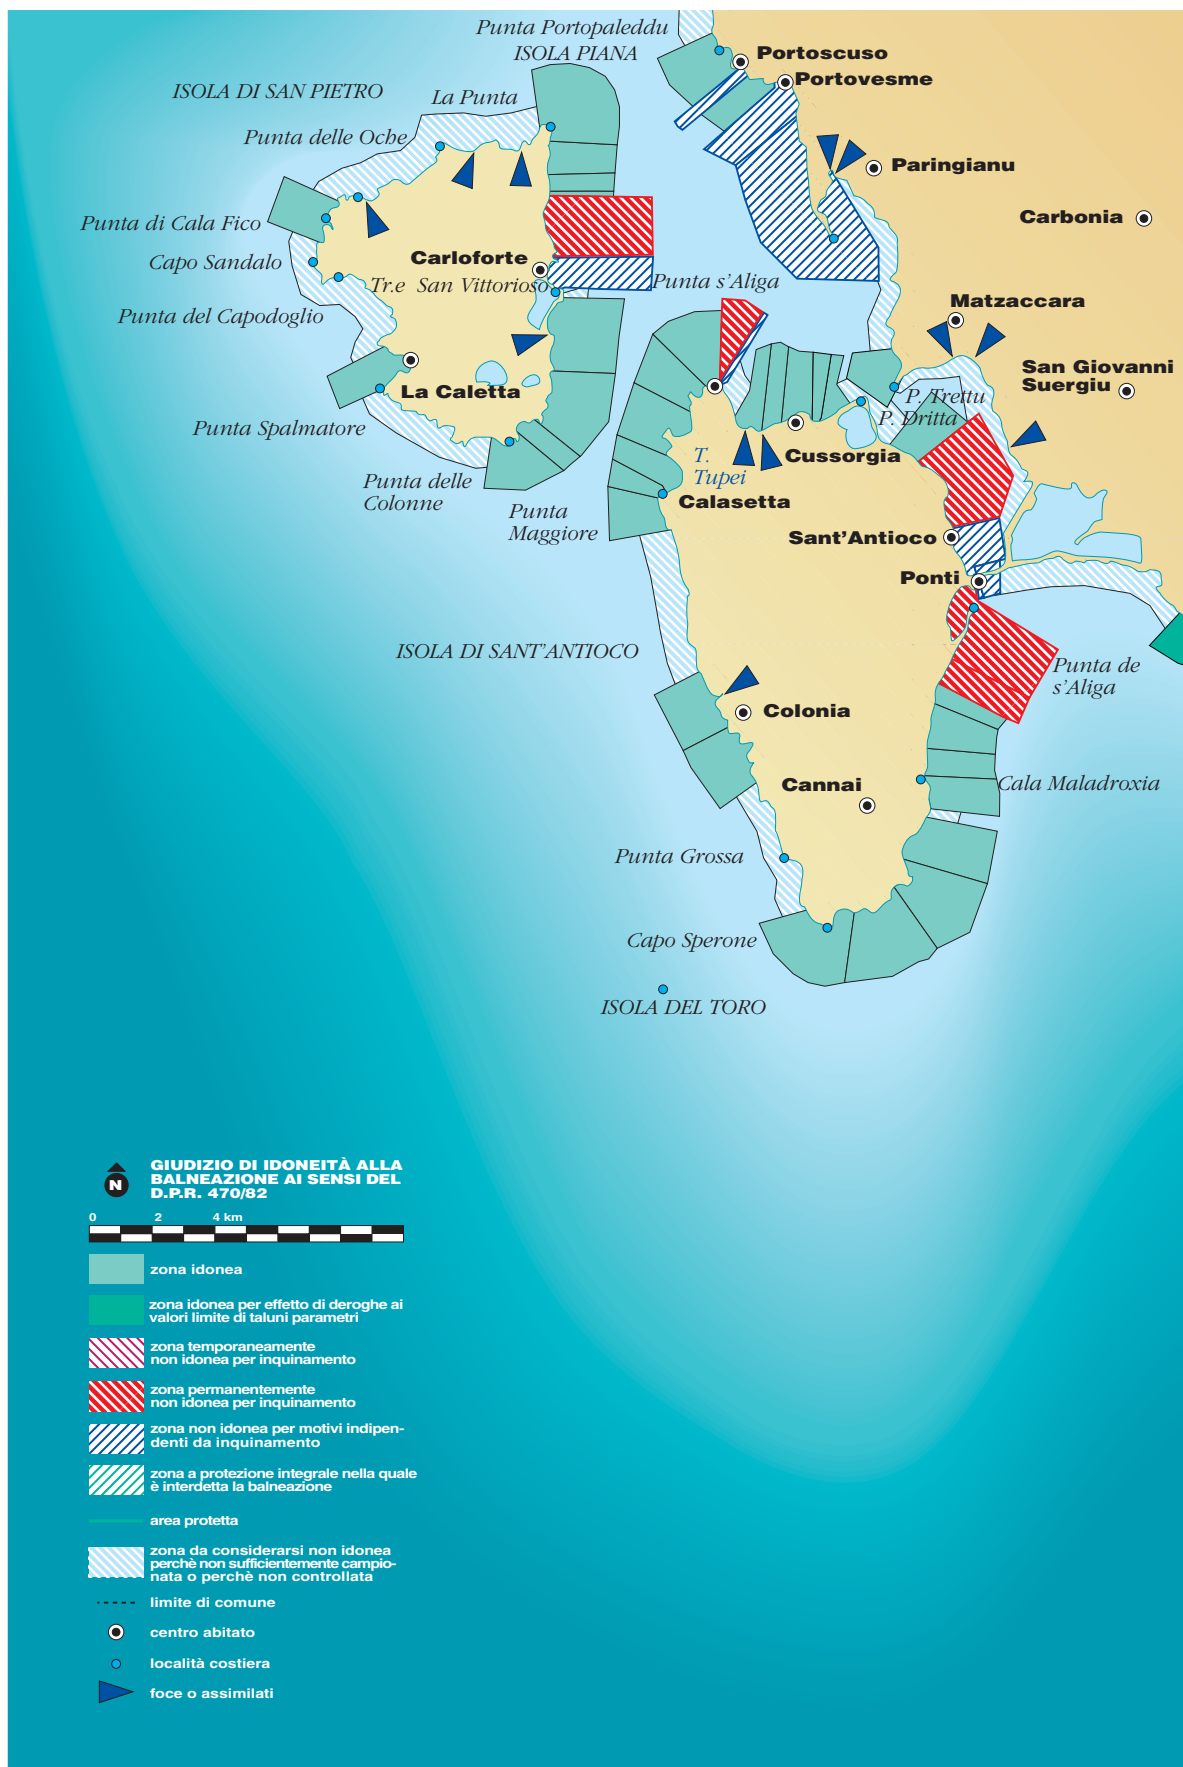 Punta Portopaleddu
ISOLA PIANA
Portoscuso
Portovesme
ISOLA DI SAN PIETRO
La Punta
Punta delle Oche
Paringianu
Carbonia
Punta di Cala Fico
Capo Sandalo
Carloforte
Tr.e San Vittorioso
Punta s'Aliga
Punta del Capodoglio
Matzaccara
San Giovanni
Suergiu
La Caletta
P. Trettu
P. Dritta
Punta Spalmatore
T.
Tupei
Cussorgia
Punta delle
Colonne
Punta
Maggiore
Calasetta
Sant'Antioco
Ponti
ISOLA DI SANT'ANTIOCO
Punta de
s'Aliga
Colonia
Cannai
Cala Maladroxia
Punta Grossa
Capo Sperone
ISOLA DEL TORO
N
GIUDIZIO DI IDONEITÀ ALLA
BALNEAZIONE AI SENSI DEL
D.P.R. 470/82
0 2 4 km
zona idonea
zona idonea per effetto di deroghe ai
valori limite di taluni parametri
zona temporaneamente
non idonea per inquinamento
zona permanentemente
non idonea per inquinamento
zona non idonea per motivi indipen-
denti da inquinamento
zona a protezione integrale nella quale
è interdetta la balneazione
area protetta
zona da considerarsi non idonea
perchè non sufficientemente campio-
nata o perchè non controllata
limite di comune
centro abitato
località costiera
foce o assimilati